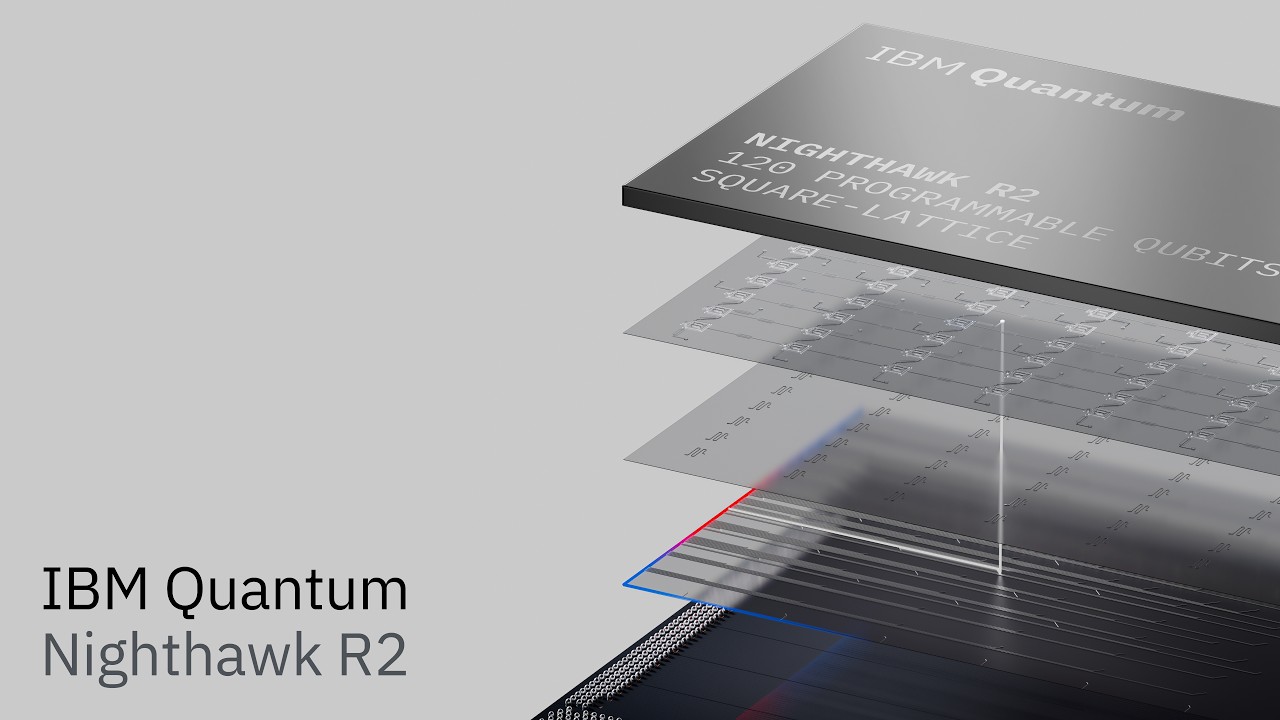 IBM Quantum
NIGHTHAWK R2
120 PROGRAMMABLE QUBITS
SQUARE-LATTICE
IBM Quantum
Nighthawk R2